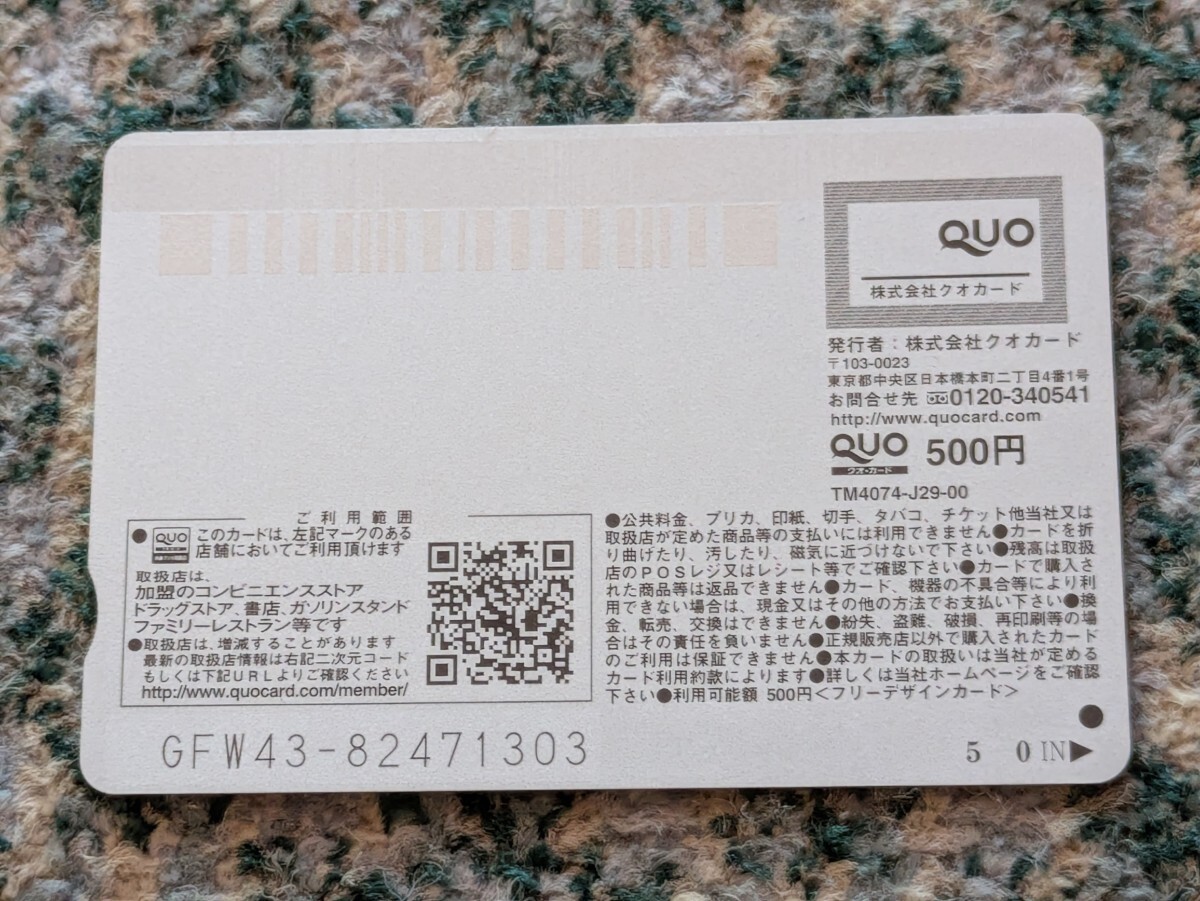 QUO
株式会社クオカード
発行者：株式会社クオカード
〒103-0023
東京都中央区日本橋本町二丁目4番1号
お問合せ先 0120-340541
http://www.quocard.com
QUO 500円
クオ・カード
TM4074-J29-00
ご利用範囲
●QUO このカードは、左記マークのある
店舗においてご利用頂けます
取扱店は、
加盟のコンビニエンスストア
ドラッグストア、書店、ガソリンスタンド
ファミリーレストラン等です
●取扱店は、増減することがあります
最新の取扱店情報は右記二次元コード
もしくは下記URLよりご確認ください
http://www.quocard.com/member/
●公共料金、プリカ、印紙、切手、タバコ、チケット他当社又は
取扱店が定めた商品等の支払いには利用できません●カードを折
り曲げたり、汚したり、磁気に近づけないで下さい●残高は取扱
店のPOSレジ又はレシート等でご確認下さい●カードで購入さ
れた商品等は返品できません●カード、機器の不具合等により利
用できない場合は、現金又はその他の方法でお支払い下さい●換
金、転売、交換はできません●紛失、盗難、破損、再印刷等の場
合はその責任を負いません●正規販売店以外で購入されたカード
のご利用は保証できません●本カードの取扱いは当社が定める
カード利用約款によります●詳しくは当社ホームページをご確認
下さい●利用可能額 500円＜フリーデザインカード＞
GFW43-82471303
5 0 IN▶